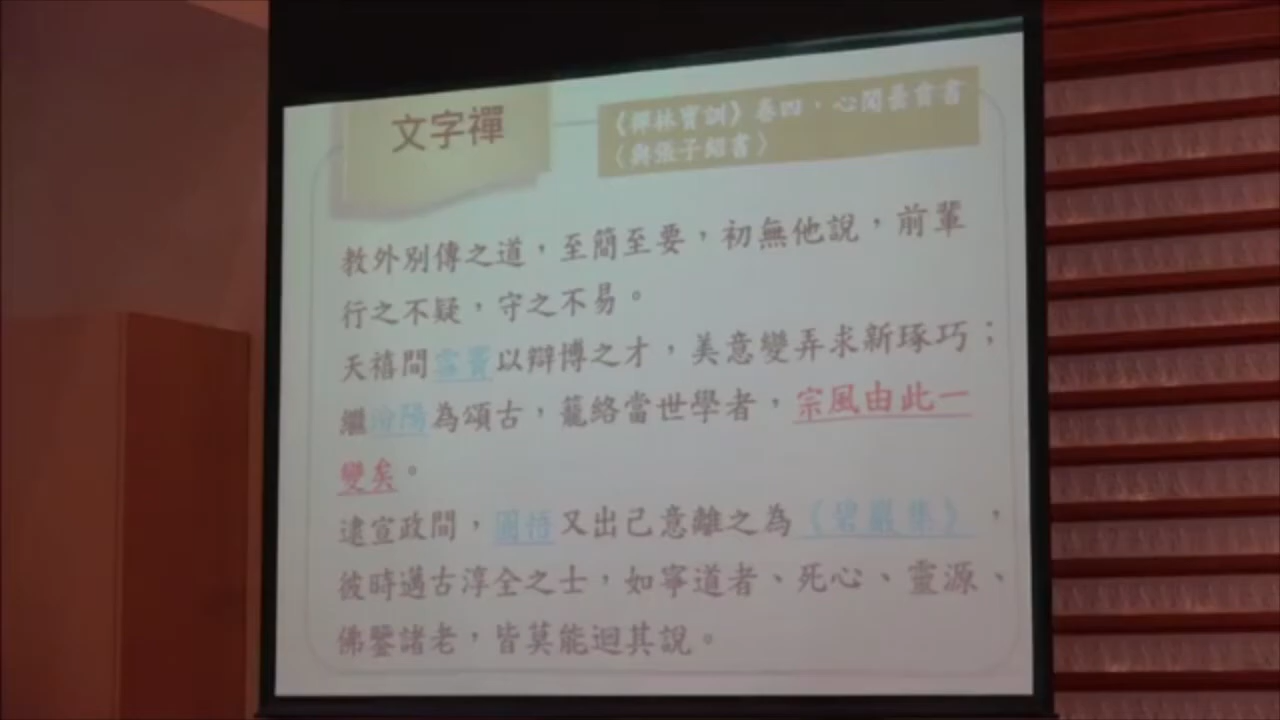 文字禪
《禪林寶訓》卷四，心聞曇賁書
〈與張子韶書〉
教外別傳之道，至簡至要，初無他說，前輩
行之不疑，守之不易。
天禧間雪竇以辯博之才，美意變弄求新琢巧；
繼汾陽為頌古，籠絡當世學者，宗風由此一
變矣。
逮宣政間，圜悟又出己意離之為《碧巖集》，
彼時邁古淳全之士，如寧道者、死心、靈源、
佛鑒諸老，皆莫能迴其說。